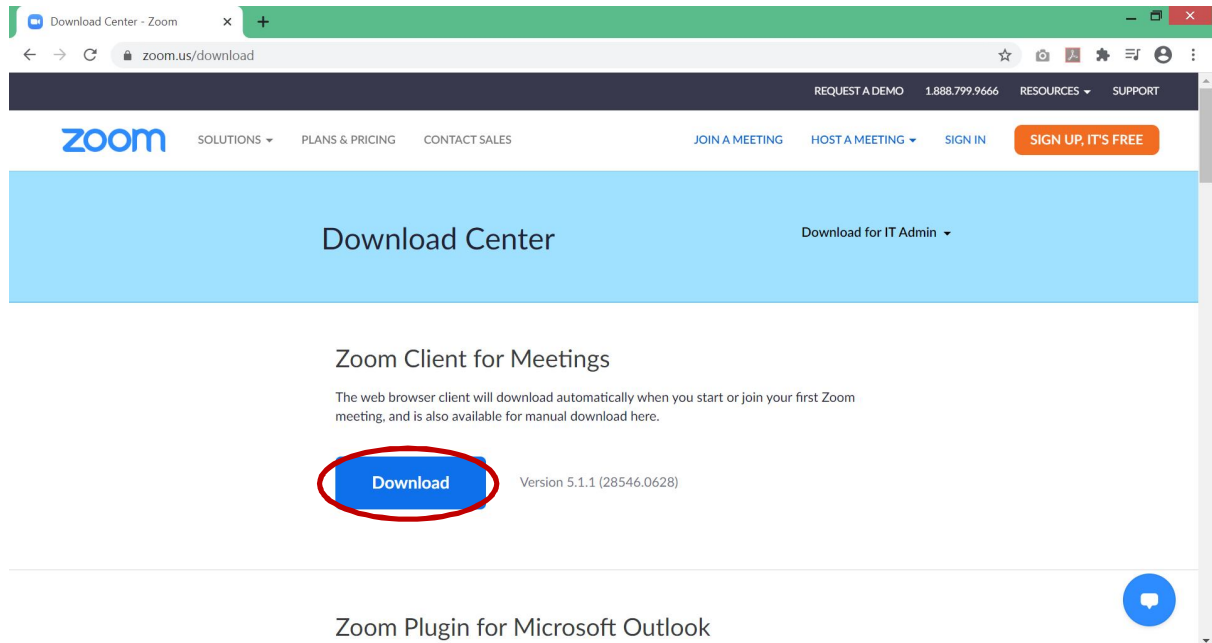 Download Center - Zoom
zoom.us/download
REQUEST A DEMO 1.888.799.9666 RESOURCES SUPPORT
zoom SOLUTIONS PLANS & PRICING CONTACT SALES JOIN A MEETING HOST A MEETING SIGN IN SIGN UP, IT'S FREE
Download Center Download for IT Admin
Zoom Client for Meetings
The web browser client will download automatically when you start or join your first Zoom
meeting, and is also available for manual download here.
Download Version 5.1.1 (28546.0628)
Zoom Plugin for Microsoft Outlook